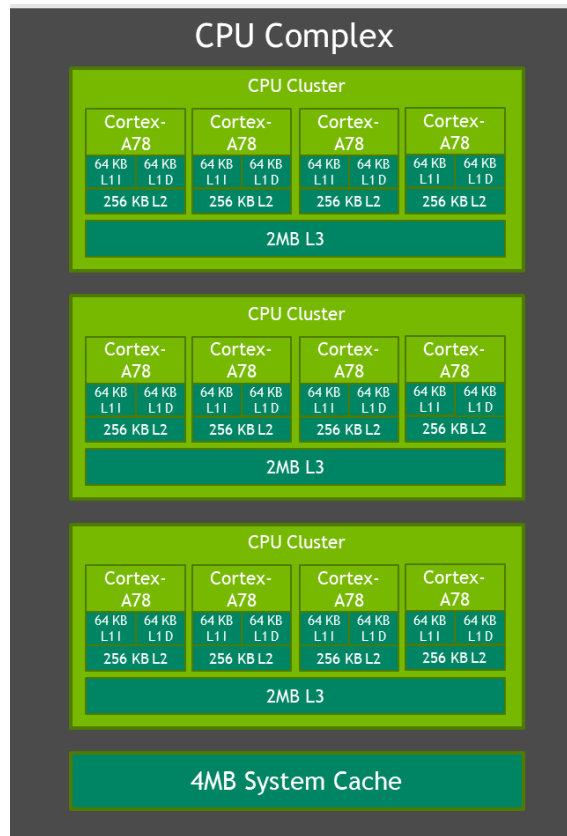 CPU Complex
CPU Cluster
Cortex- Cortex- Cortex- Cortex-
A78 A78 A78 A78
64 KB 64 KB 64 KB 64 KB 64 KB 64 KB 64 KB 64 KB
L1 I L1 D L1 I L1 D L1 I L1 D L1 I L1 D
256 KB L2 256 KB L2 256 KB L2 256 KB L2
2MB L3
CPU Cluster
Cortex- Cortex- Cortex- Cortex-
A78 A78 A78 A78
64 KB 64 KB 64 KB 64 KB 64 KB 64 KB 64 KB 64 KB
L1 I L1 D L1 I L1 D L1 I L1 D L1 I L1 D
256 KB L2 256 KB L2 256 KB L2 256 KB L2
2MB L3
CPU Cluster
Cortex- Cortex- Cortex- Cortex-
A78 A78 A78 A78
64 KB 64 KB 64 KB 64 KB 64 KB 64 KB 64 KB 64 KB
L1 I L1 D L1 I L1 D L1 I L1 D L1 I L1 D
256 KB L2 256 KB L2 256 KB L2 256 KB L2
2MB L3
4MB System Cache